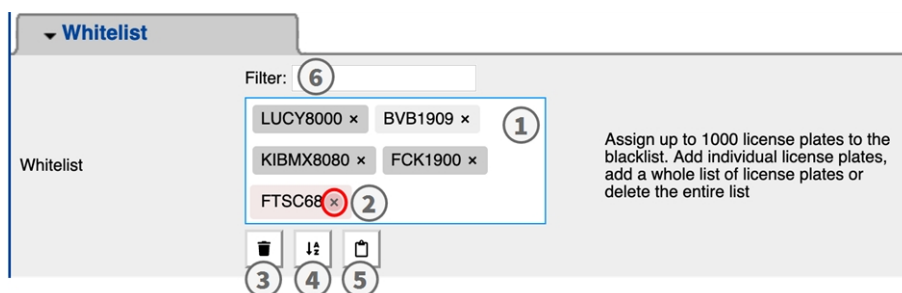 Whitelist
Filter: 6
LUCY8000 × BVB1909 × 1
Whitelist
KIBMX8080 × FCK1900 ×
FTSC68 × 2
Assign up to 1000 license plates to the
blacklist. Add individual license plates,
add a whole list of license plates or
delete the entire list
3 4 5